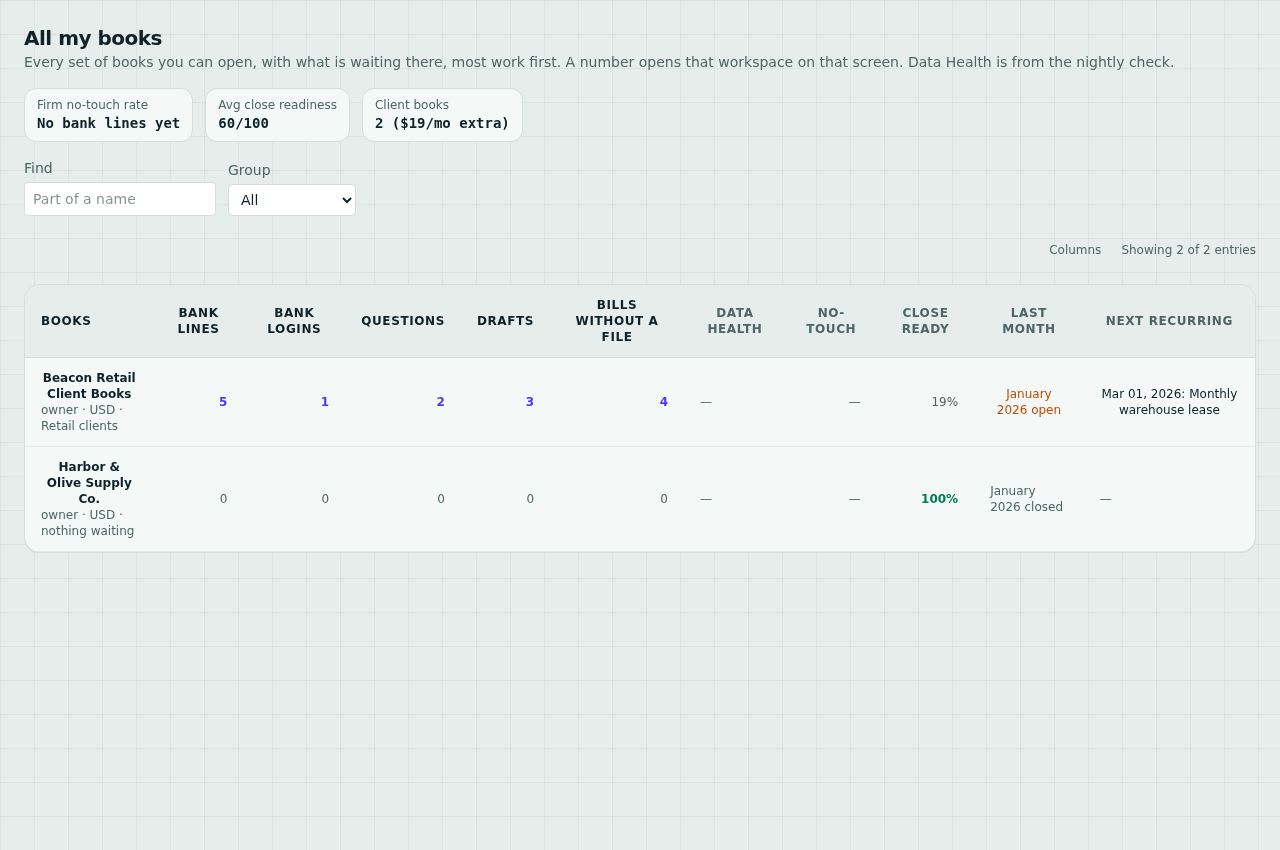 All my books
Every set of books you can open, with what is waiting there, most work first. A number opens that workspace on that screen. Data Health is from the nightly check.
Firm no-touch rate
No bank lines yet
Avg close readiness
60/100
Client books
2 ($19/mo extra)
Find
Part of a name
Group
All
Columns
Showing 2 of 2 entries
BOOKS
BANK
LINES
BANK
LOGINS
QUESTIONS
DRAFTS
BILLS
WITHOUT A
FILE
DATA
HEALTH
NO-
TOUCH
CLOSE
READY
LAST
MONTH
NEXT RECURRING
Beacon Retail
Client Books
owner · USD ·
Retail clients
5
1
2
3
4
—
—
19%
January
2026 open
Mar 01, 2026: Monthly
warehouse lease
Harbor &
Olive Supply
Co.
owner · USD ·
nothing waiting
0
0
0
0
0
—
—
100%
January
2026 closed
—